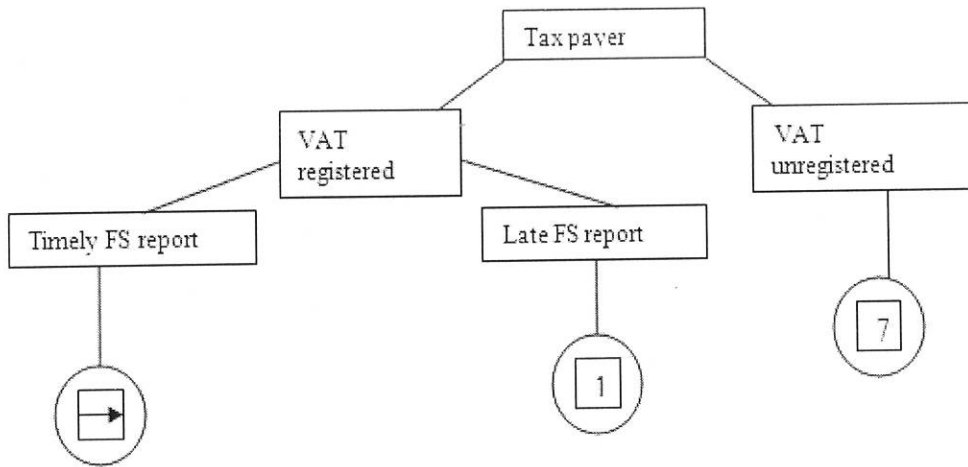 Tax paver
VAT
registered
VAT
unregistered
Timely FS report
Late FS report
7
1